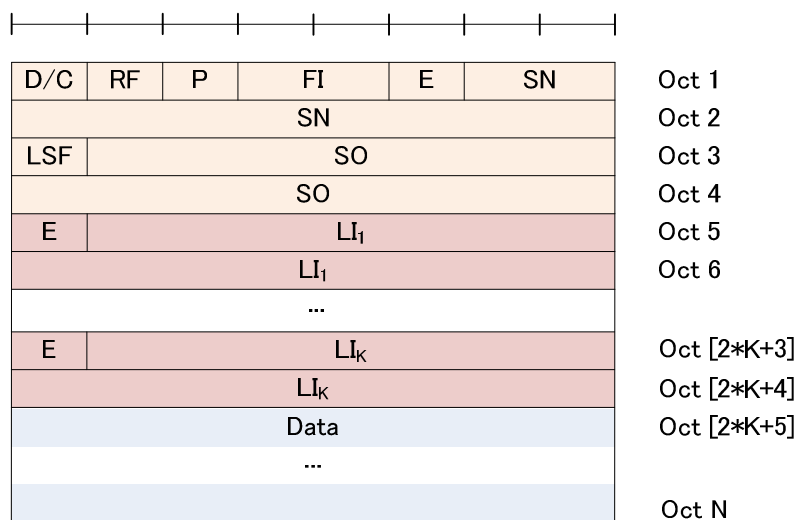 D/C RF P FI E SN Oct 1
SN Oct 2
LSF SO Oct 3
SO Oct 4
E LI₁ Oct 5
LI₁ Oct 6
...
E LIK Oct [2*K+3]
LIK Oct [2*K+4]
Data Oct [2*K+5]
...
Oct N